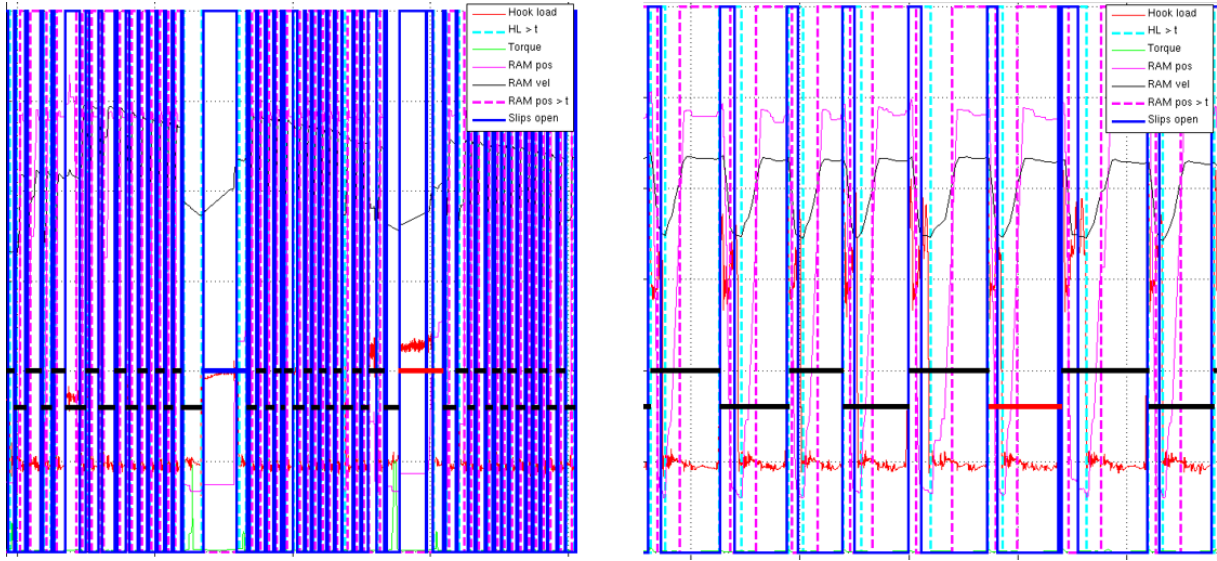 Hook load
HL > t
Torque
RAM pos
RAM vel
RAM pos > t
Slips open
Hook load
HL > t
Torque
RAM pos
RAM vel
RAM pos > t
Slips open